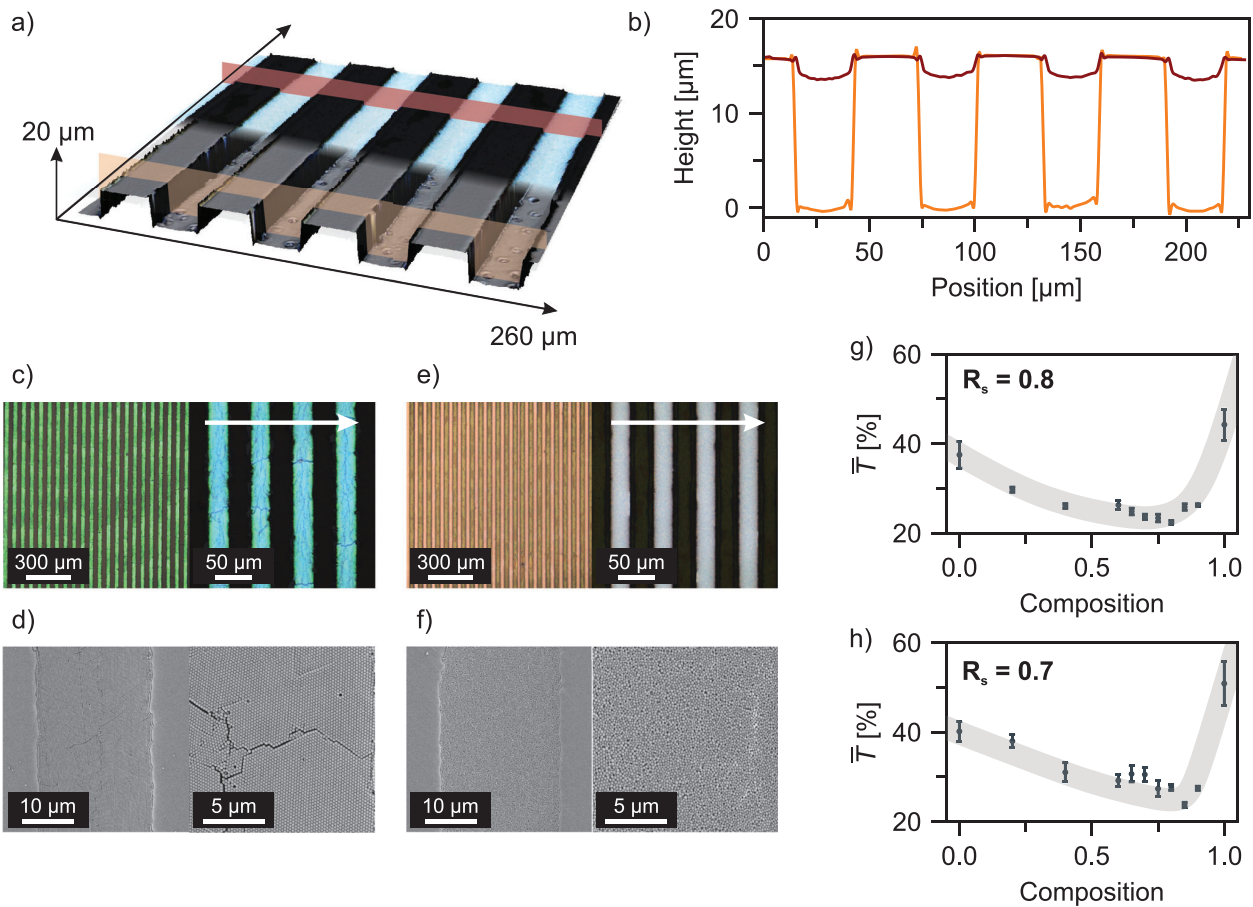 a)
20 µm
260 µm
b)
20
10
0
Height [µm]
0
50
100
150
200
Position [µm]
c)
300 µm
50 µm
e)
300 µm
50 µm
d)
10 µm
5 µm
f)
10 µm
5 µm
g)
60
40
20
T̅ [%]
Rₛ = 0.8
0.0
0.5
1.0
Composition
h)
60
40
20
T̅ [%]
Rₛ = 0.7
0.0
0.5
1.0
Composition